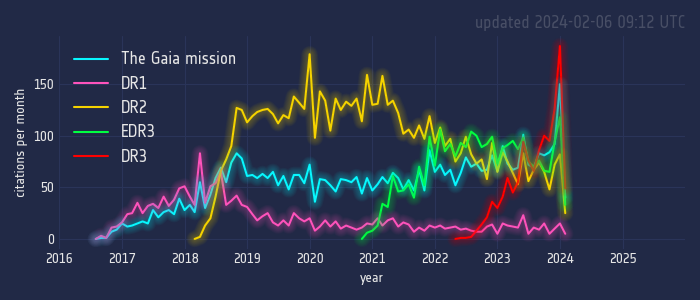 updated 2024-02-06 09:12 UTC
The Gaia mission
DR1
DR2
EDR3
DR3
citations per month
150
100
50
0
2016 2017 2018 2019 2020 2021 2022 2023 2024 2025
year